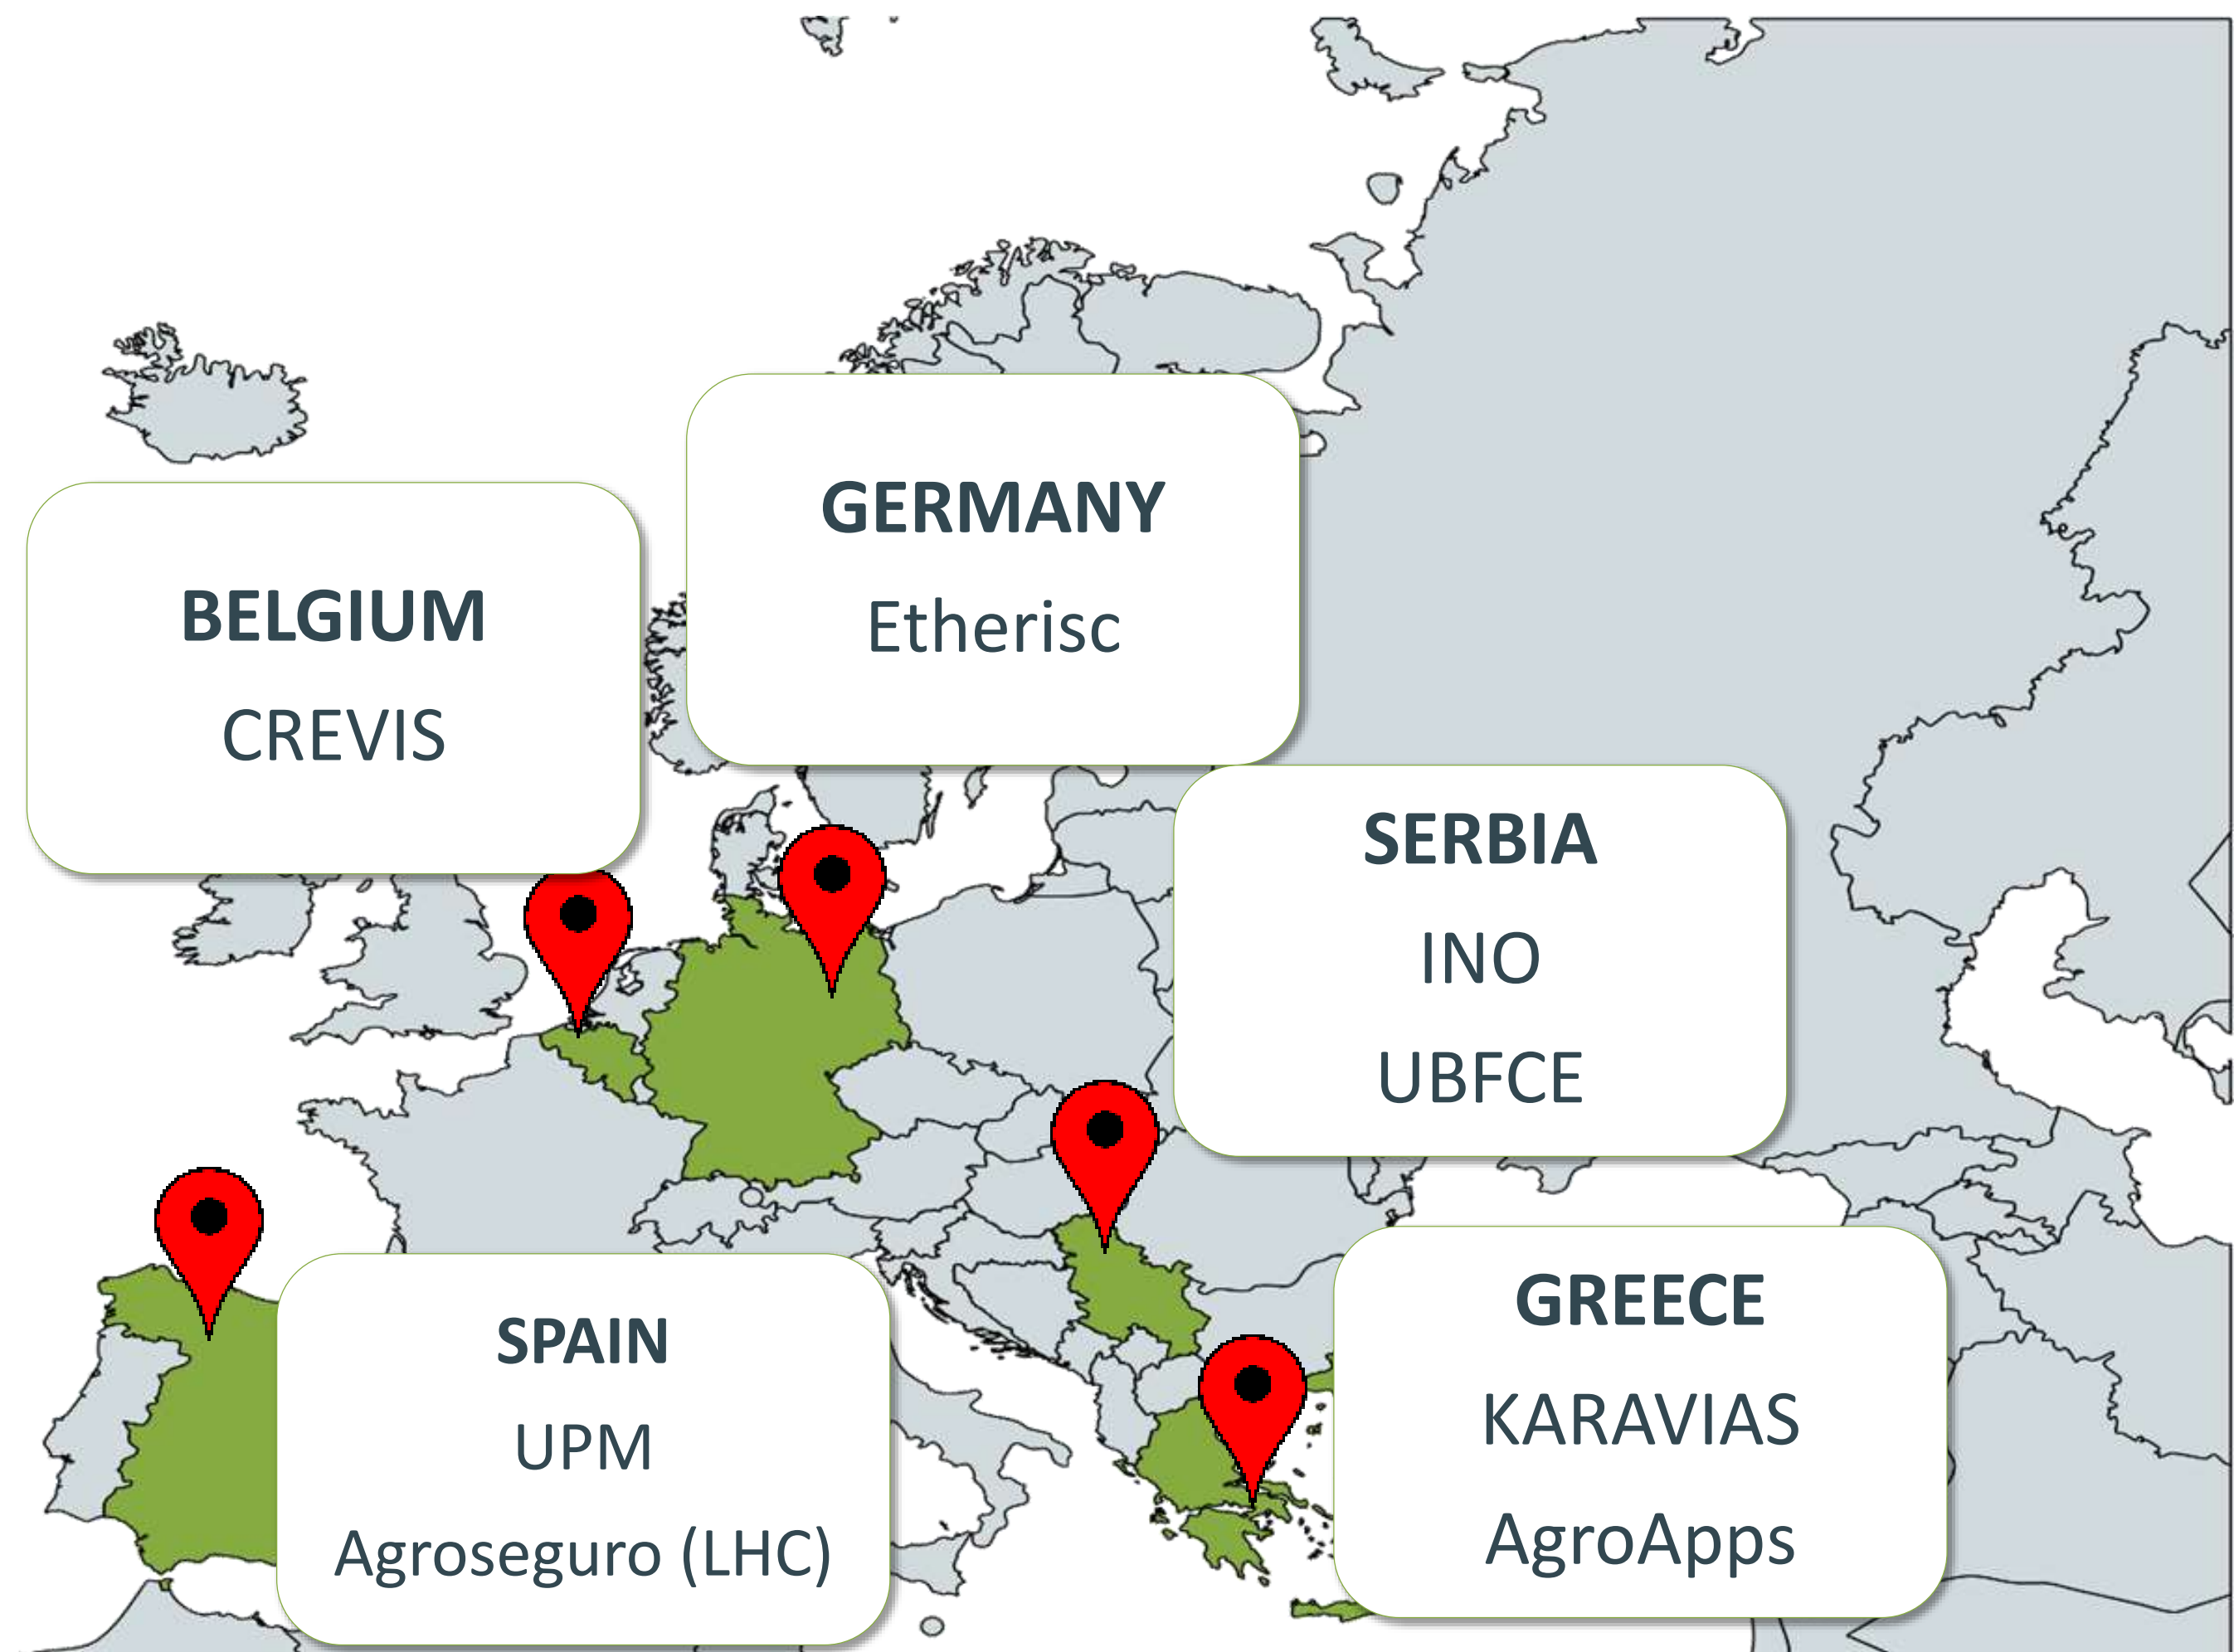 GERMANY
Etherisc
BELGIUM
CREVIS
SERBIA
INO
UBFCE
SPAIN
UPM
Agroseguro (LHC)
GREECE
KARAVIAS
AgroApps